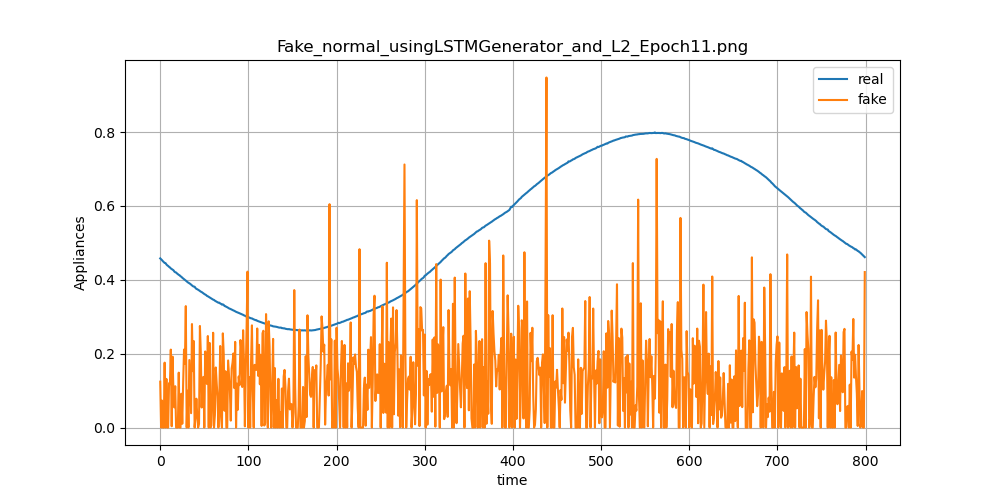 Fake_normal_usingLSTMGenerator_and_L2_Epoch11.png
real
fake
Appliances
0.8
0.6
0.4
0.2
0.0
0 100 200 300 400 500 600 700 800
time